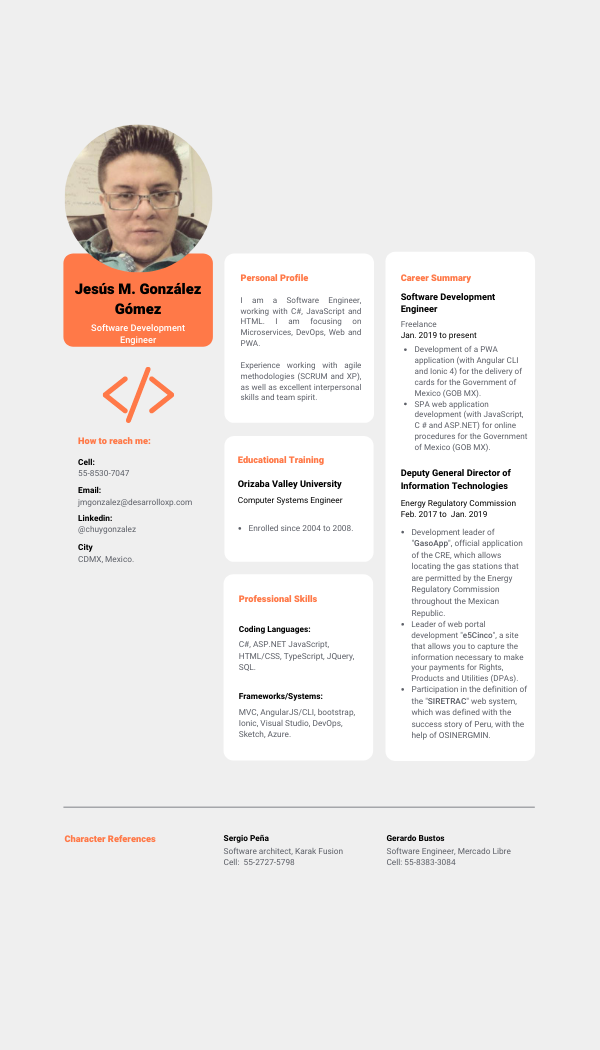 Jesús M. González
Gómez
Software Development
Engineer
How to reach me:
Cell:
55-8530-7047
Email:
jmgonzalez@desarrolloxp.com
Linkedin:
@chuygonzalez
City
CDMX, Mexico.
Personal Profile
I am a Software Engineer,
working with C#, JavaScript and
HTML. I am focusing on
Microservices, DevOps, Web and
PWA.
Experience working with agile
methodologies (SCRUM and XP),
as well as excellent interpersonal
skills and team spirit.
Educational Training
Orizaba Valley University
Computer Systems Engineer
• Enrolled since 2004 to 2008.
Professional Skills
Coding Languages:
C#, ASP.NET JavaScript,
HTML/CSS, TypeScript, JQuery,
SQL.
Frameworks/Systems:
MVC, AngularJS/CLI, bootstrap,
Ionic, Visual Studio, DevOps,
Sketch, Azure.
Career Summary
Software Development
Engineer
Freelance
Jan. 2019 to present
• Development of a PWA
application (with Angular CLI
and Ionic 4) for the delivery of
cards for the Government of
Mexico (GOB MX).
• SPA web application
development (with JavaScript,
C # and ASP.NET) for online
procedures for the Government
of Mexico (GOB MX).
Deputy General Director of
Information Technologies
Energy Regulatory Commission
Feb. 2017 to Jan. 2019
• Development leader of
"GasoApp", official application
of the CRE, which allows
locating the gas stations that
are permitted by the Energy
Regulatory Commission
throughout the Mexican
Republic.
• Leader of web portal
development "e5Cinco", a site
that allows you to capture the
information necessary to make
your payments for Rights,
Products and Utilities (DPAs).
• Participation in the definition of
the "SIRETRAC" web system,
which was defined with the
success story of Peru, with the
help of OSINERGMIN.
Character References
Sergio Peña
Software architect, Karak Fusion
Cell: 55-2727-5798
Gerardo Bustos
Software Engineer, Mercado Libre
Cell: 55-8383-3084